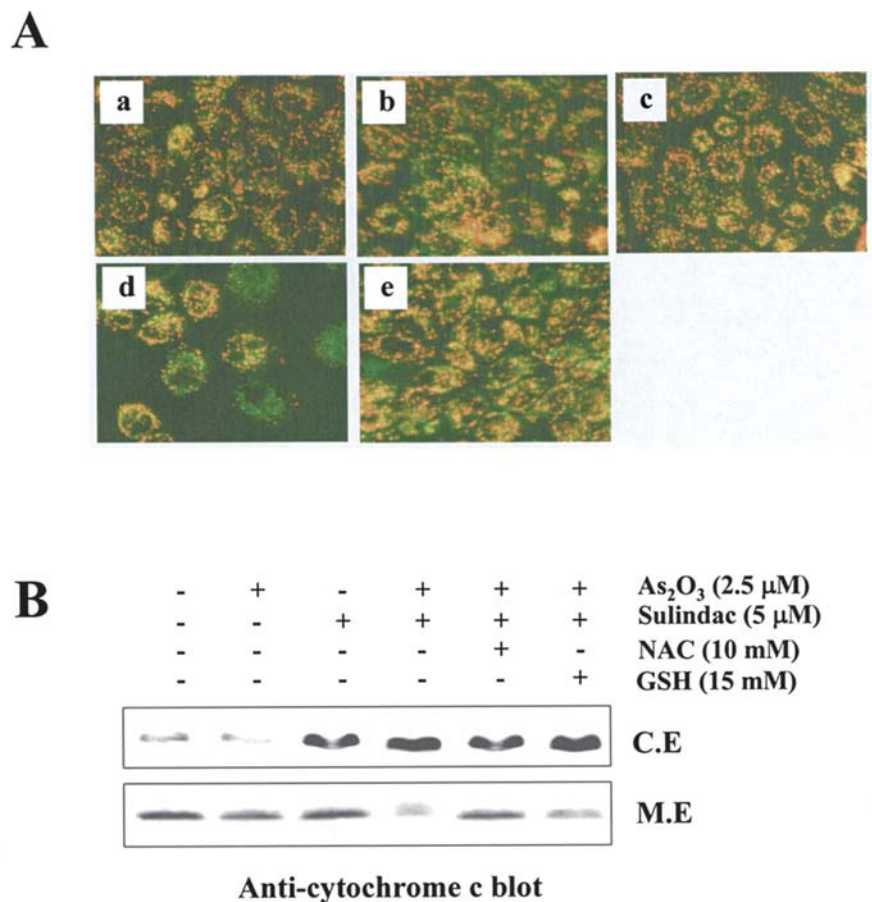 A
a
b
c
d
e
B
- + - + + + As₂O₃ (2.5 μM)
- - + + + + Sulindac (5 μM)
- - - - + - NAC (10 mM)
- - - - - + GSH (15 mM)
C.E
M.E
Anti-cytochrome c blot